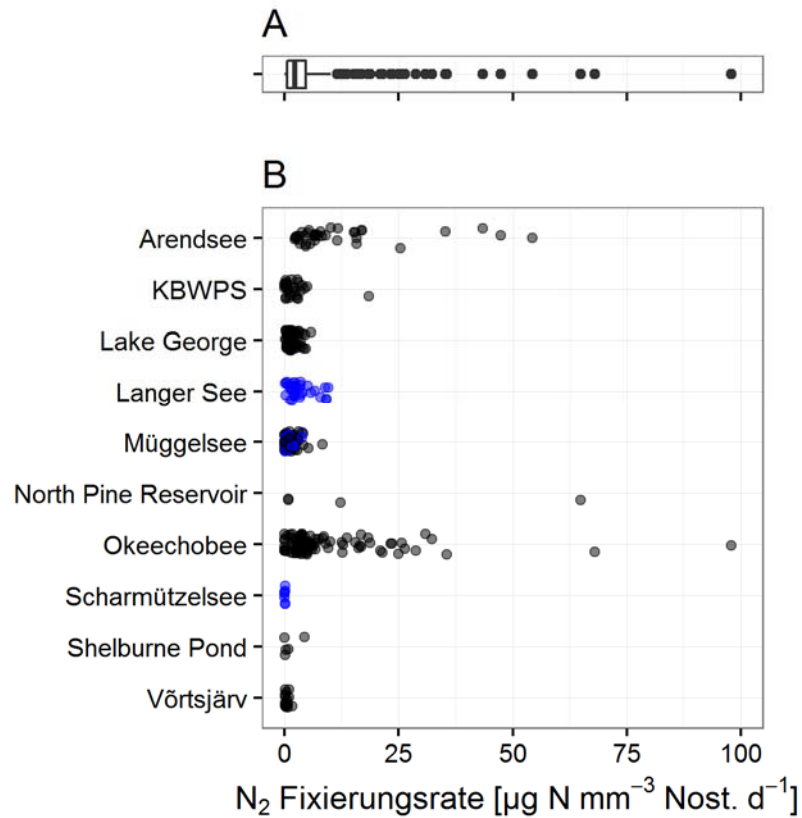 A
B
Arendsee
KBWPS
Lake George
Langer See
Müggelsee
North Pine Reservoir
Okeechobee
Scharmützelsee
Shelburne Pond
Võrtsjärv
0 25 50 75 100
N₂ Fixierungsrate [µg N mm⁻³ Nost. d⁻¹]